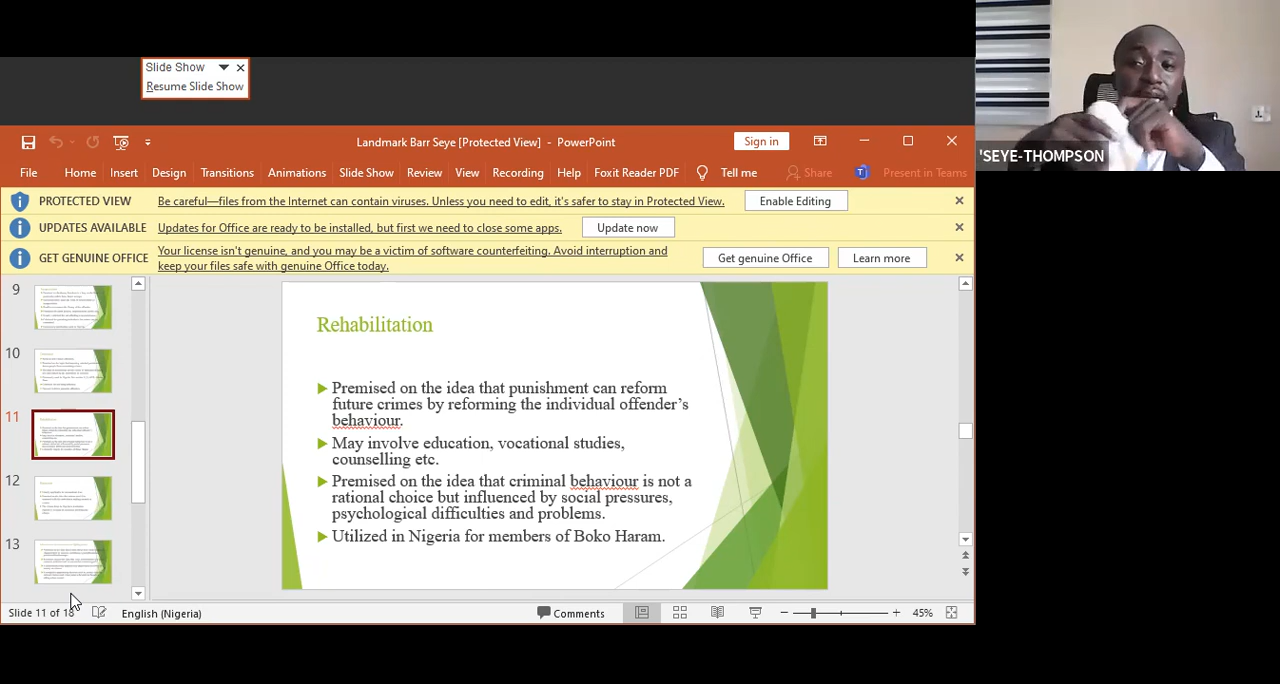 Slide Show
Resume Slide Show
'SEYE-THOMPSON
Landmark Barr Seye [Protected View] - PowerPoint
Sign in
File Home Insert Design Transitions Animations Slide Show Review View Recording Help Foxit Reader PDF Tell me Share Present in Teams
PROTECTED VIEW Be careful—files from the Internet can contain viruses. Unless you need to edit, it's safer to stay in Protected View. Enable Editing
UPDATES AVAILABLE Updates for Office are ready to be installed, but first we need to close some apps. Update now
GET GENUINE OFFICE Your license isn't genuine, and you may be a victim of software counterfeiting. Avoid interruption and
keep your files safe with genuine Office today.
Get genuine Office Learn more
9
10
11
12
13
Rehabilitation
Premised on the idea that punishment can reform
future crimes by reforming the individual offender's
behaviour.
May involve education, vocational studies,
counselling etc.
Premised on the idea that criminal behaviour is not a
rational choice but influenced by social pressures,
psychological difficulties and problems.
Utilized in Nigeria for members of Boko Haram.
Slide 11 of 18 English (Nigeria) Comments 45%